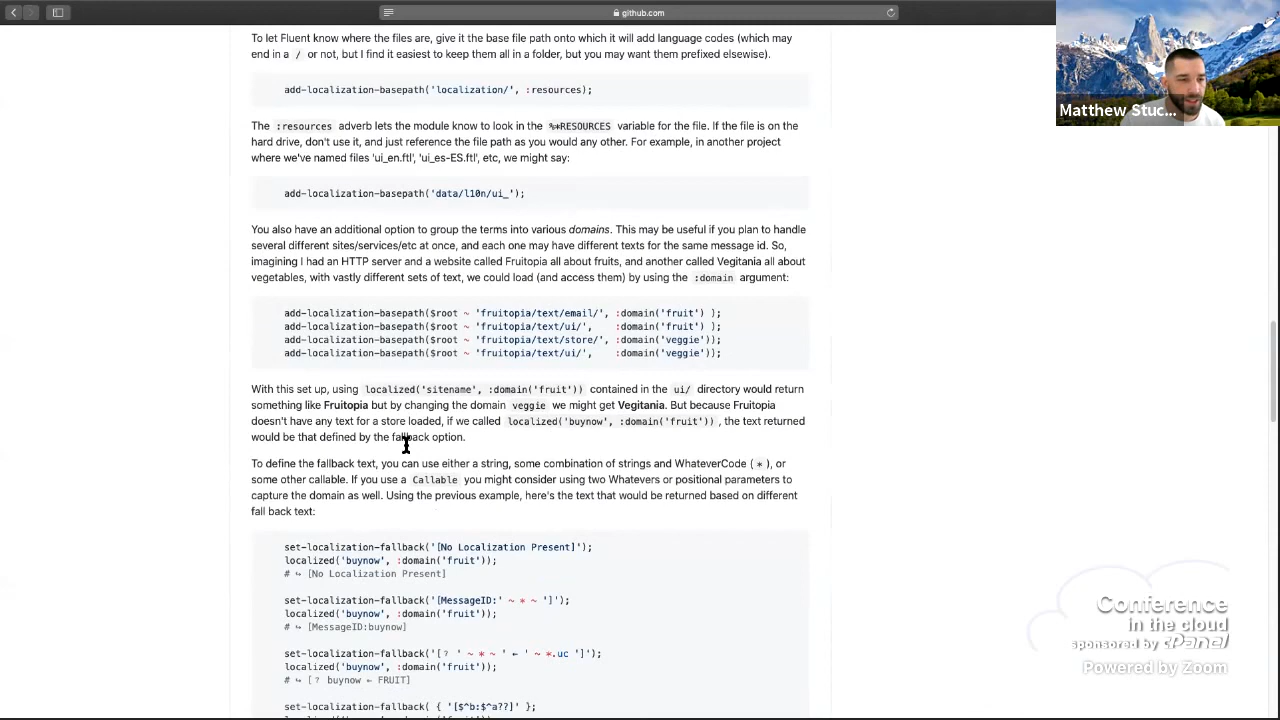 github.com
To let Fluent know where the files are, give it the base file path onto which it will add language codes (which may
end in a / or not, but I find it easiest to keep them all in a folder, but you may want them prefixed elsewise).
add-localization-basepath('localization/', :resources);
The :resources adverb lets the module know to look in the %*RESOURCES variable for the file. If the file is on the
hard drive, don't use it, and just reference the file path as you would any other. For example, in another project
where we've named files 'ui_en.ftl', 'ui_es-ES.ftl', etc, we might say:
add-localization-basepath('data/l10n/ui_');
You also have an additional option to group the terms into various domains. This may be useful if you plan to handle
several different sites/services/etc at once, and each one may have different texts for the same message id. So,
imagining I had an HTTP server and a website called Fruitopia all about fruits, and another called Vegitania all about
vegetables, with vastly different sets of text, we could load (and access them) by using the :domain argument:
add-localization-basepath($root ~ 'fruitopia/text/email/', :domain('fruit') );
add-localization-basepath($root ~ 'fruitopia/text/ui/', :domain('fruit') );
add-localization-basepath($root ~ 'fruitopia/text/store/', :domain('veggie'));
add-localization-basepath($root ~ 'fruitopia/text/ui/', :domain('veggie'));
With this set up, using localized('sitename', :domain('fruit')) contained in the ui/ directory would return
something like Fruitopia but by changing the domain veggie we might get Vegitania. But because Fruitopia
doesn't have any text for a store loaded, if we called localized('buynow', :domain('fruit')), the text returned
would be that defined by the fallback option.
To define the fallback text, you can use either a string, some combination of strings and WhateverCode (*), or
some other callable. If you use a Callable you might consider using two Whatevers or positional parameters to
capture the domain as well. Using the previous example, here's the text that would be returned based on different
fall back text:
set-localization-fallback('[No Localization Present]');
localized('buynow', :domain('fruit'));
# ↪ [No Localization Present]
set-localization-fallback('[MessageID:' ~ * ~ ']');
localized('buynow', :domain('fruit'));
# ↪ [MessageID:buynow]
set-localization-fallback('[? ' ~ * ~ ' ← ' ~ *.uc ']');
localized('buynow', :domain('fruit'));
# ↪ [? buynow ← FRUIT]
set-localization-fallback( { '[$^b:$^a??]' };
Matthew Stuc...
Conference
in the cloud
sponsored by cPanel
Powered by Zoom